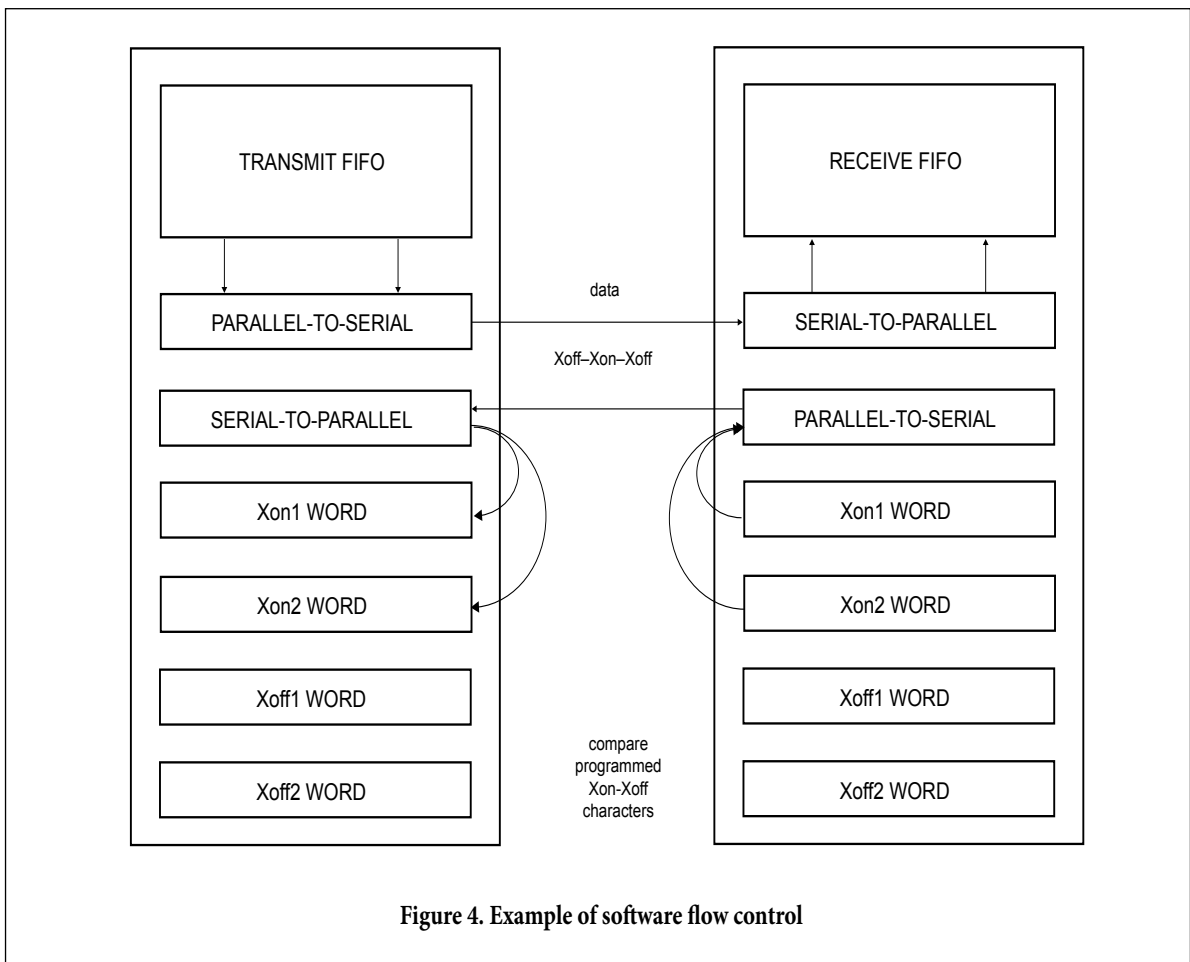 TRANSMIT FIFO
PARALLEL-TO-SERIAL
SERIAL-TO-PARALLEL
Xon1 WORD
Xon2 WORD
Xoff1 WORD
Xoff2 WORD
data
Xoff–Xon–Xoff
compare
programmed
Xon-Xoff
characters
RECEIVE FIFO
SERIAL-TO-PARALLEL
PARALLEL-TO-SERIAL
Xon1 WORD
Xon2 WORD
Xoff1 WORD
Xoff2 WORD
Figure 4. Example of software flow control